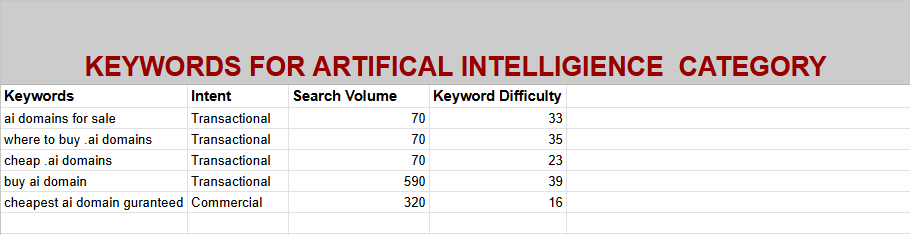 KEYWORDS FOR ARTIFICAL INTELLIGIENCE CATEGORY
Keywords Intent Search Volume Keyword Difficulty
ai domains for sale Transactional 70 33
where to buy .ai domains Transactional 70 35
cheap .ai domains Transactional 70 23
buy ai domain Transactional 590 39
cheapest ai domain guranteed Commercial 320 16